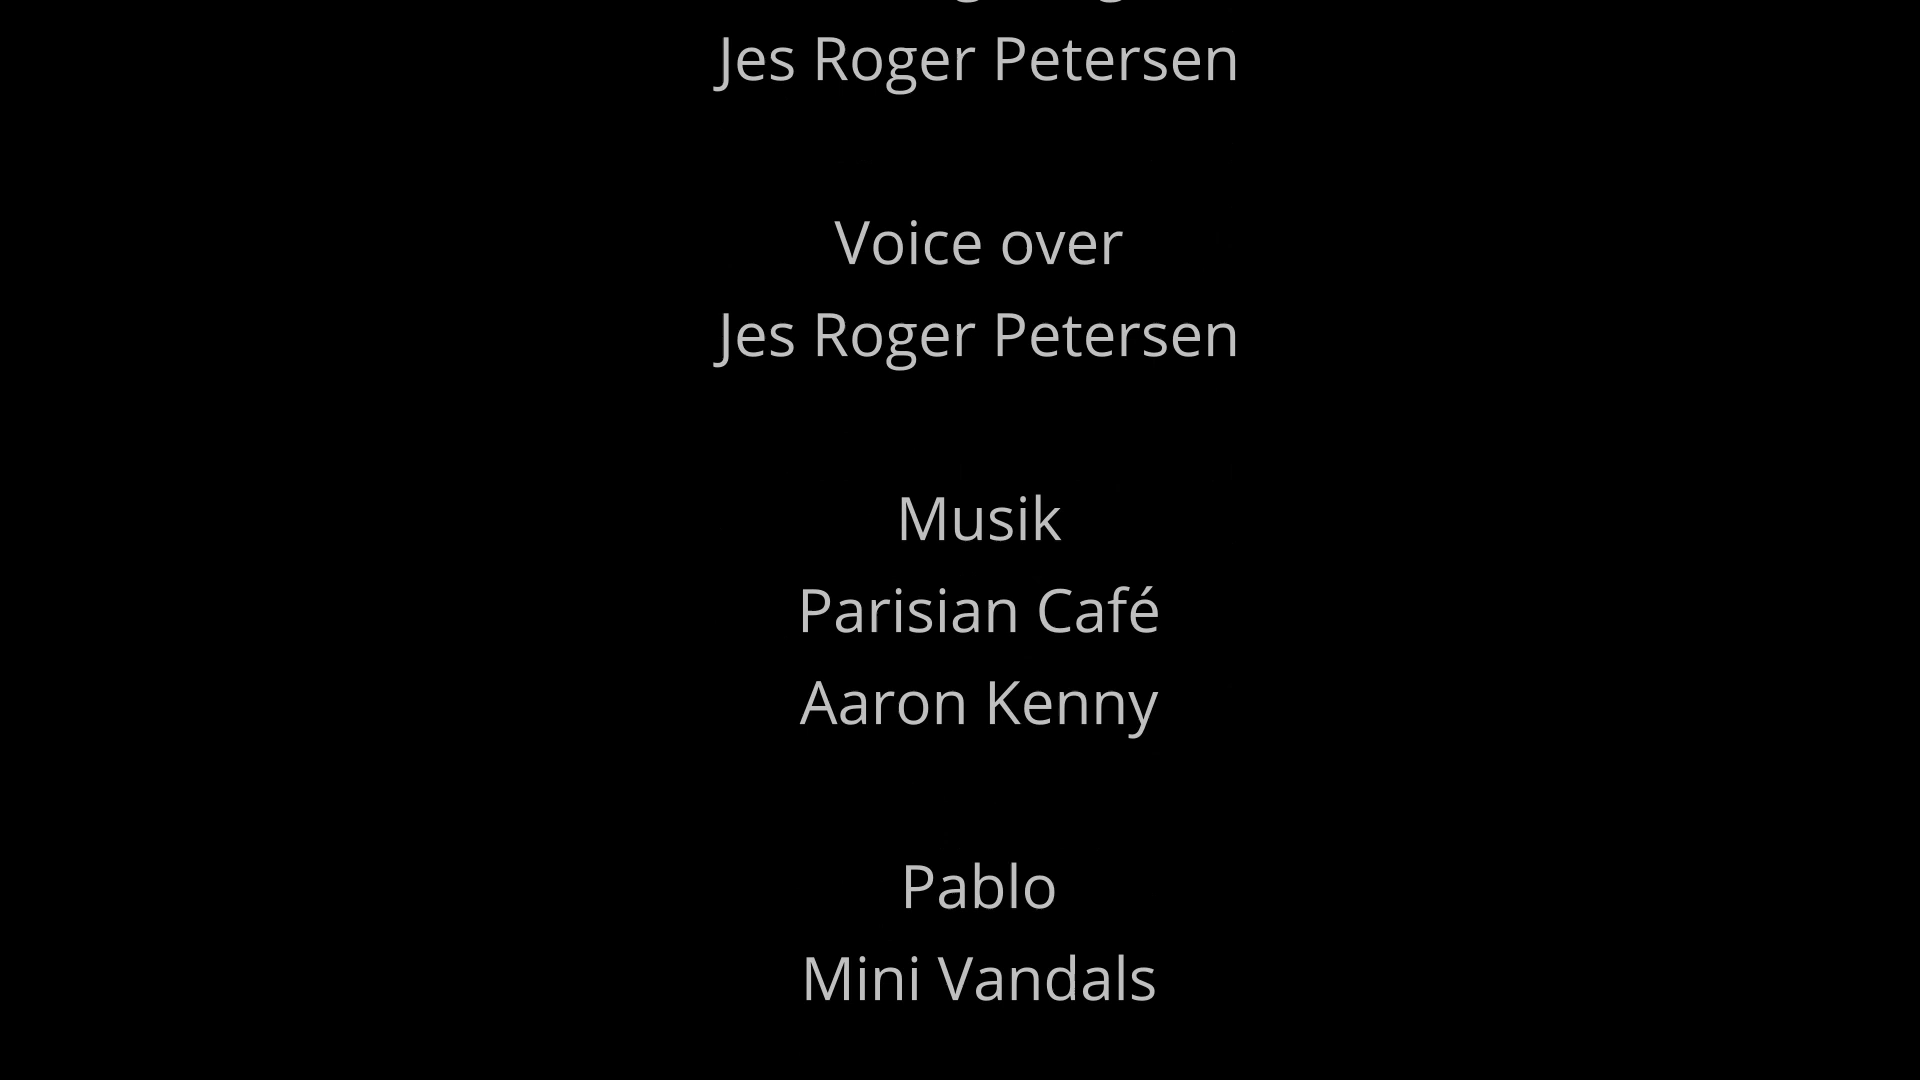 Jes Roger Petersen
Voice over
Jes Roger Petersen
Musik
Parisian Café
Aaron Kenny
Pablo
Mini Vandals